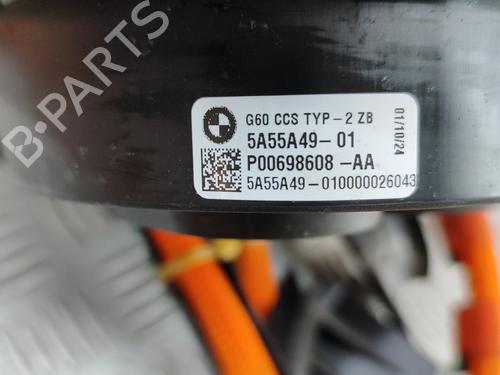 G60 CCS TYP-2 ZB
5A55A49-01
P00698608-AA
5A55A49-010000026043
01/10/24
B-PARTS